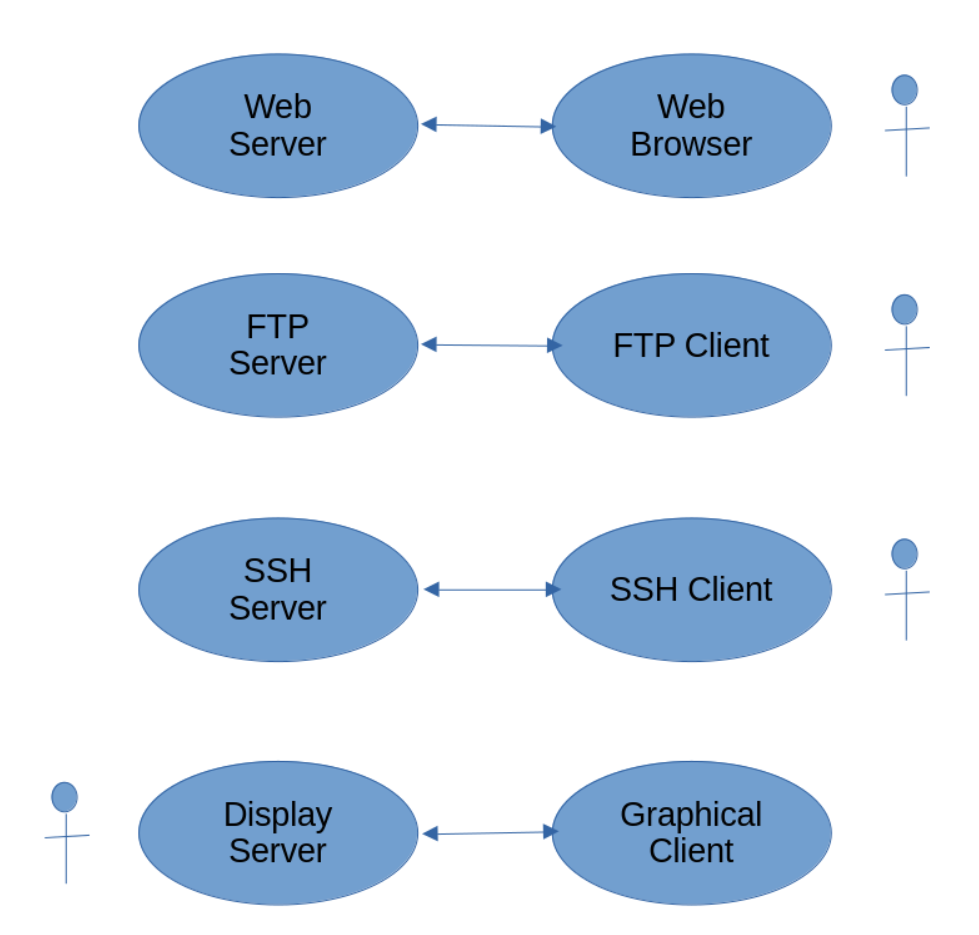 Web
Server
Web
Browser
FTP
Server
FTP Client
SSH
Server
SSH Client
Display
Server
Graphical
Client